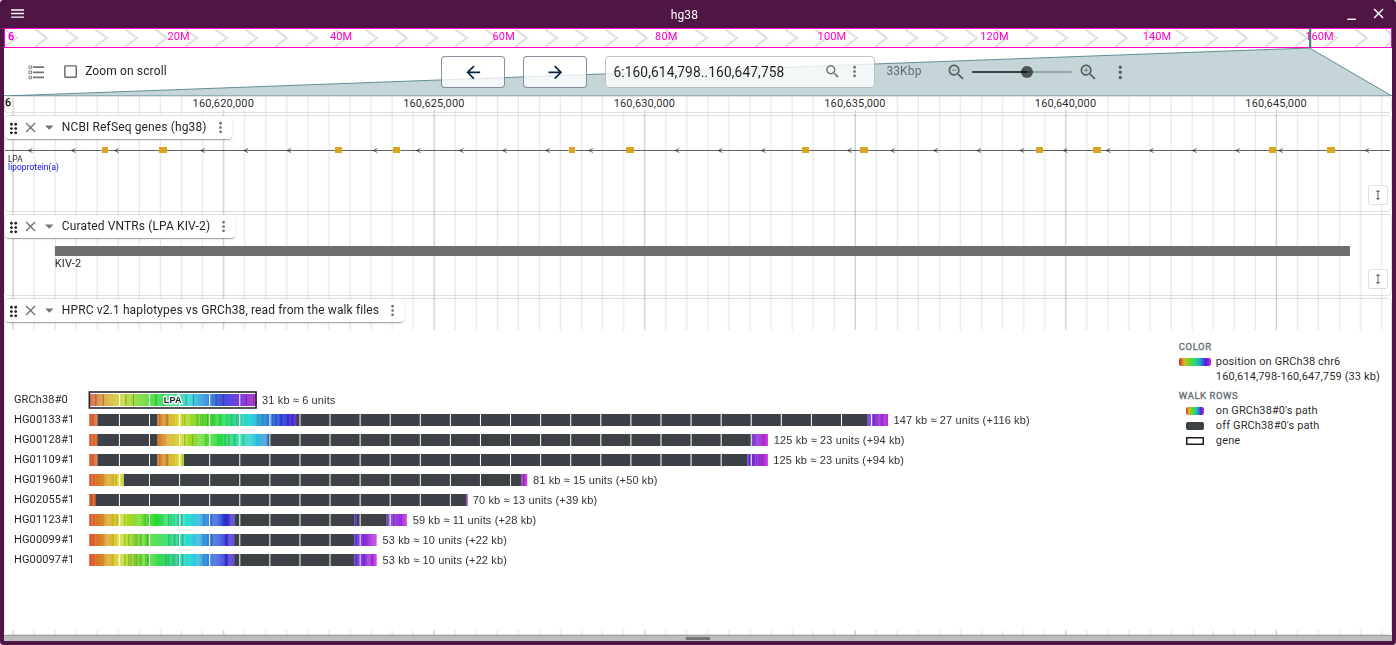 hg38
6 20M 40M 60M 80M 100M 120M 140M 160M
Zoom on scroll
6:160,614,798..160,647,758
33Kbp
6 160,620,000 160,625,000 160,630,000 160,635,000 160,640,000 160,645,000
NCBI RefSeq genes (hg38)
LPA
lipoprotein(a)
Curated VNTRs (LPA KIV-2)
KIV-2
HPRC v2.1 haplotypes vs GRCh38, read from the walk files
COLOR
position on GRCh38 chr6
160,614,798-160,647,759 (33 kb)
WALK ROWS
on GRCh38#0's path
off GRCh38#0's path
gene
GRCh38#0 LPA 31 kb ≈ 6 units
HG00133#1 147 kb ≈ 27 units (+116 kb)
HG00128#1 125 kb ≈ 23 units (+94 kb)
HG01109#1 125 kb ≈ 23 units (+94 kb)
HG01960#1 81 kb ≈ 15 units (+50 kb)
HG02055#1 70 kb ≈ 13 units (+39 kb)
HG01123#1 59 kb ≈ 11 units (+28 kb)
HG00099#1 53 kb ≈ 10 units (+22 kb)
HG00097#1 53 kb ≈ 10 units (+22 kb)